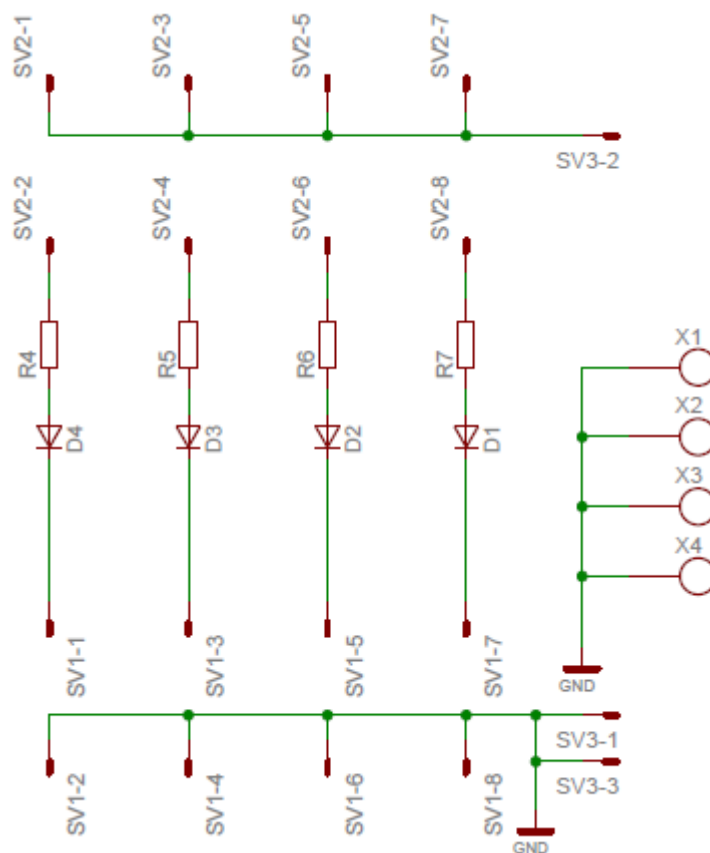 SV2-1
SV2-3
SV2-5
SV2-7
SV3-2
SV2-2
SV2-4
SV2-6
SV2-8
R4
R5
R6
R7
X1
X2
X3
X4
D4
D3
D2
D1
SV1-1
SV1-3
SV1-5
SV1-7
GND
SV3-1
SV1-2
SV1-4
SV1-6
SV1-8
SV3-3
GND